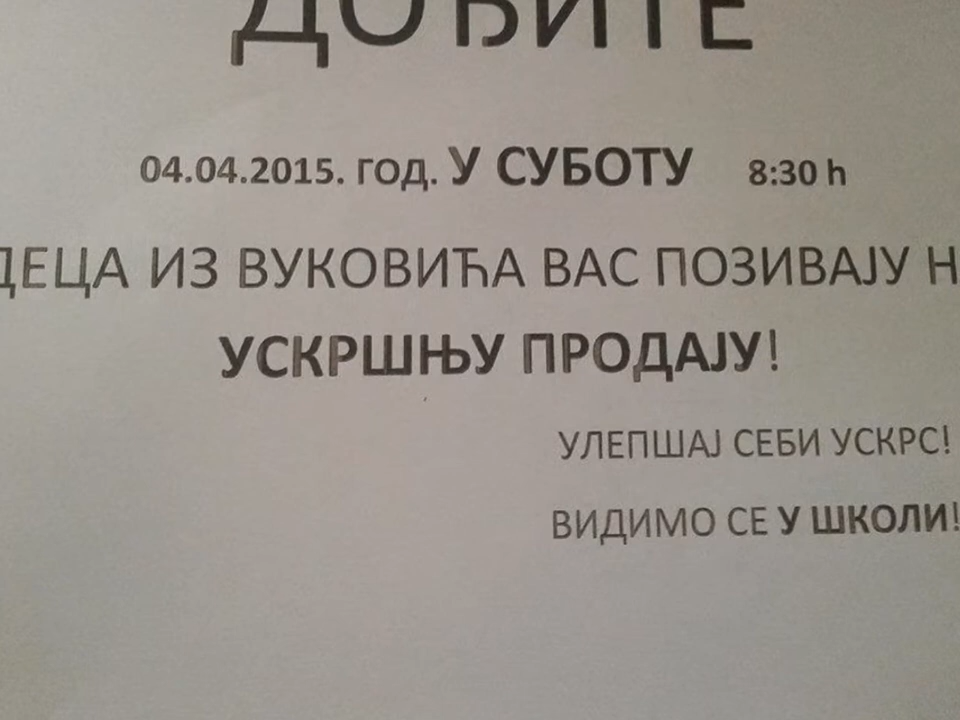 ДОЂИТЕ
04.04.2015. год. У СУБОТУ 8:30 h
ДЕЦА ИЗ ВУКОВИЋА ВАС ПОЗИВАЈУ Н
УСКРШЊУ ПРОДАЈУ!
УЛЕПШАЈ СЕБИ УСКРС!
ВИДИМО СЕ У ШКОЛИ!